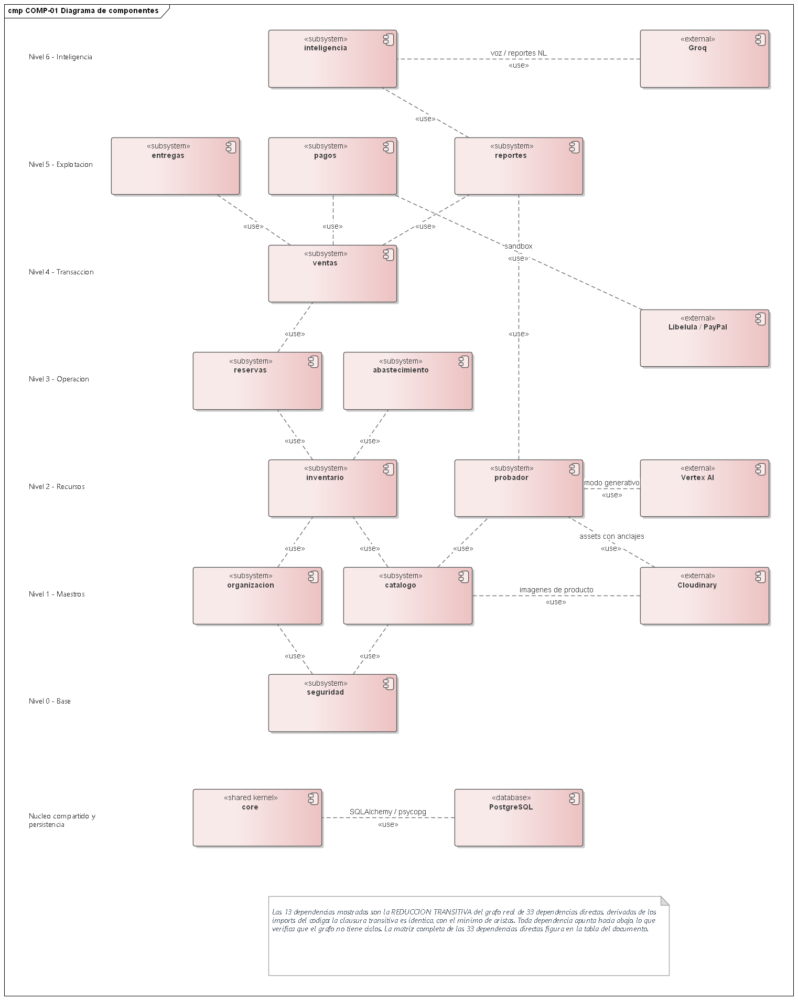 cmp COMP-01 Diagrama de componentes
Nivel 6 - Inteligencia
«subsystem»
inteligencia
voz / reportes NL
«use»
«external»
Groq
«use»
Nivel 5 - Explotacion
«subsystem»
entregas
«subsystem»
pagos
«subsystem»
reportes
«use»
«use»
«use»
sandbox
«use»
Nivel 4 - Transaccion
«subsystem»
ventas
«use»
«use»
«external»
Libelula / PayPal
Nivel 3 - Operacion
«subsystem»
reservas
«subsystem»
abastecimiento
«use»
«use»
Nivel 2 - Recursos
«subsystem»
inventario
«subsystem»
probador
modo generativo
«use»
«external»
Vertex AI
«use»
«use»
«use»
assets con anclajes
«use»
Nivel 1 - Maestros
«subsystem»
organizacion
«subsystem»
catalogo
imagenes de producto
«use»
«external»
Cloudinary
«use»
«use»
Nivel 0 - Base
«subsystem»
seguridad
Nucleo compartido y
persistencia
«shared kernel»
core
SQLAlchemy / psycopg
«use»
«database»
PostgreSQL
Las 13 dependencias mostradas son la REDUCCION TRANSITIVA del grafo real de 33 dependencias directas, derivadas de los
imports del codigo: la clausura transitiva es identica, con el minimo de aristas. Toda dependencia apunta hacia abajo, lo que
verifica que el grafo no tiene ciclos. La matriz completa de las 33 dependencias directas figura en la tabla del documento.